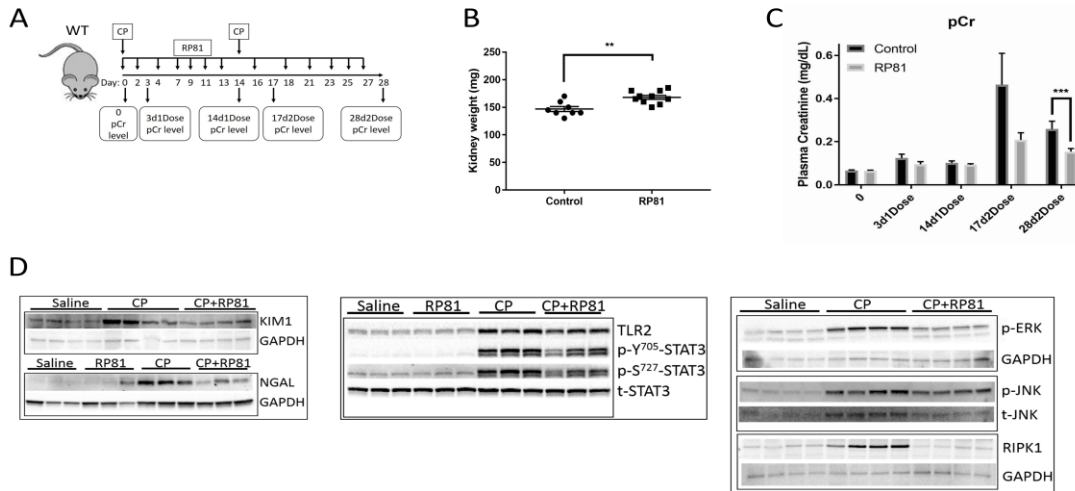 A
WT
CP
CP
RP81
Day: 0 2 3 4 7 9 11 13 14 16 17 18 21 23 25 27 28
0
pCr
level
3d1Dose
pCr level
14d1Dose
pCr level
17d2Dose
pCr level
28d2Dose
pCr level
B
**
Kidney weight (mg)
250
200
150
100
50
0
Control
RP81
C
pCr
Control
RP81
***
Plasma Creatinine (mg/dL)
0.6
0.4
0.2
0.0
0
3d1Dose
14d1Dose
17d2Dose
28d2Dose
D
Saline CP CP+RP81
KIM1
GAPDH
Saline RP81 CP CP+RP81
NGAL
GAPDH
Saline RP81 CP CP+RP81
TLR2
p-Y705-STAT3
p-S727-STAT3
t-STAT3
Saline CP CP+RP81
p-ERK
GAPDH
p-JNK
t-JNK
RIPK1
GAPDH